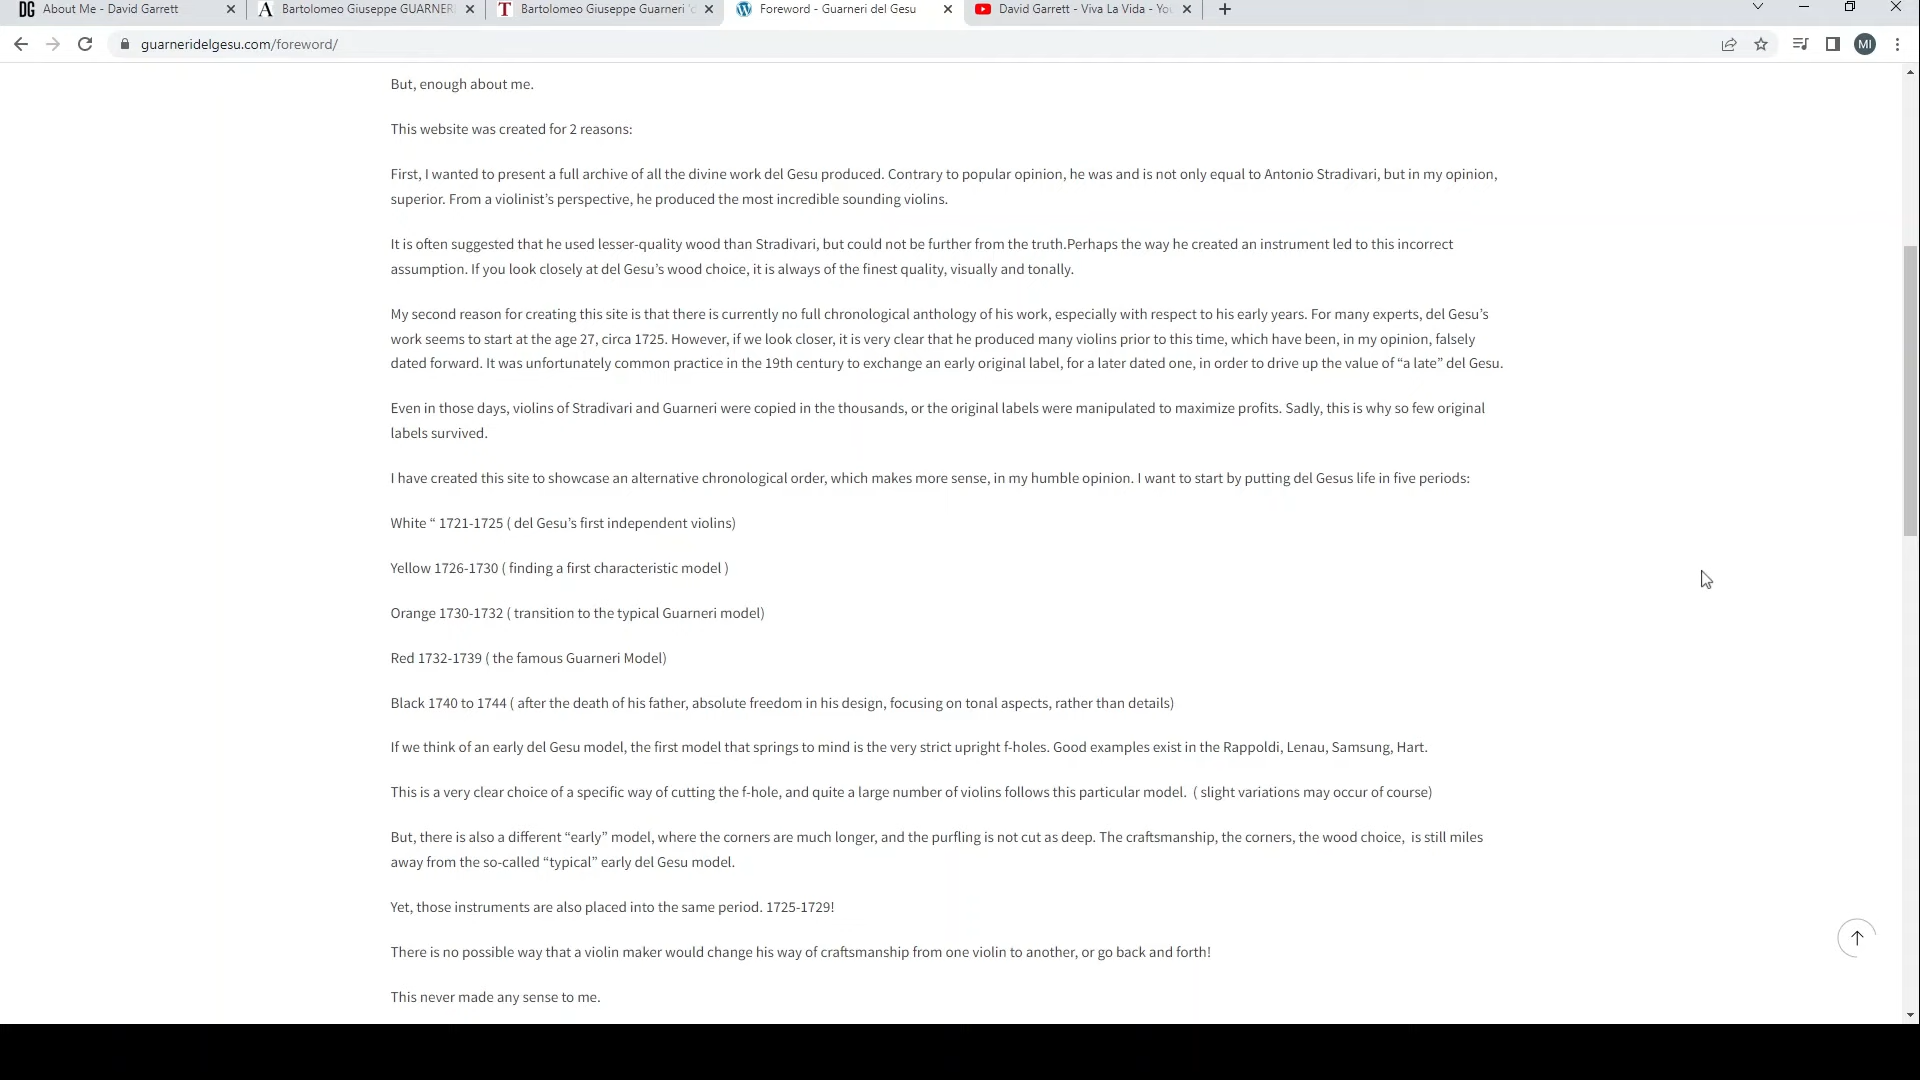 DG About Me - David Garrett
A Bartolomeo Giuseppe GUARNERI
T Bartolomeo Giuseppe Guarneri 'd
Foreword - Guarneri del Gesu
David Garrett - Viva La Vida - You
guarneridelgesu.com/foreword/
MI
But, enough about me.
This website was created for 2 reasons:
First, I wanted to present a full archive of all the divine work del Gesu produced. Contrary to popular opinion, he was and is not only equal to Antonio Stradivari, but in my opinion,
superior. From a violinist’s perspective, he produced the most incredible sounding violins.
It is often suggested that he used lesser-quality wood than Stradivari, but could not be further from the truth.Perhaps the way he created an instrument led to this incorrect
assumption. If you look closely at del Gesu’s wood choice, it is always of the finest quality, visually and tonally.
My second reason for creating this site is that there is currently no full chronological anthology of his work, especially with respect to his early years. For many experts, del Gesu’s
work seems to start at the age 27, circa 1725. However, if we look closer, it is very clear that he produced many violins prior to this time, which have been, in my opinion, falsely
dated forward. It was unfortunately common practice in the 19th century to exchange an early original label, for a later dated one, in order to drive up the value of “a late” del Gesu.
Even in those days, violins of Stradivari and Guarneri were copied in the thousands, or the original labels were manipulated to maximize profits. Sadly, this is why so few original
labels survived.
I have created this site to showcase an alternative chronological order, which makes more sense, in my humble opinion. I want to start by putting del Gesus life in five periods:
White “ 1721-1725 ( del Gesu’s first independent violins)
Yellow 1726-1730 ( finding a first characteristic model )
Orange 1730-1732 ( transition to the typical Guarneri model)
Red 1732-1739 ( the famous Guarneri Model)
Black 1740 to 1744 ( after the death of his father, absolute freedom in his design, focusing on tonal aspects, rather than details)
If we think of an early del Gesu model, the first model that springs to mind is the very strict upright f-holes. Good examples exist in the Rappoldi, Lenau, Samsung, Hart.
This is a very clear choice of a specific way of cutting the f-hole, and quite a large number of violins follows this particular model.  ( slight variations may occur of course)
But, there is also a different “early” model, where the corners are much longer, and the purfling is not cut as deep. The craftsmanship, the corners, the wood choice,  is still miles
away from the so-called “typical” early del Gesu model.
Yet, those instruments are also placed into the same period. 1725-1729!
There is no possible way that a violin maker would change his way of craftsmanship from one violin to another, or go back and forth!
This never made any sense to me.